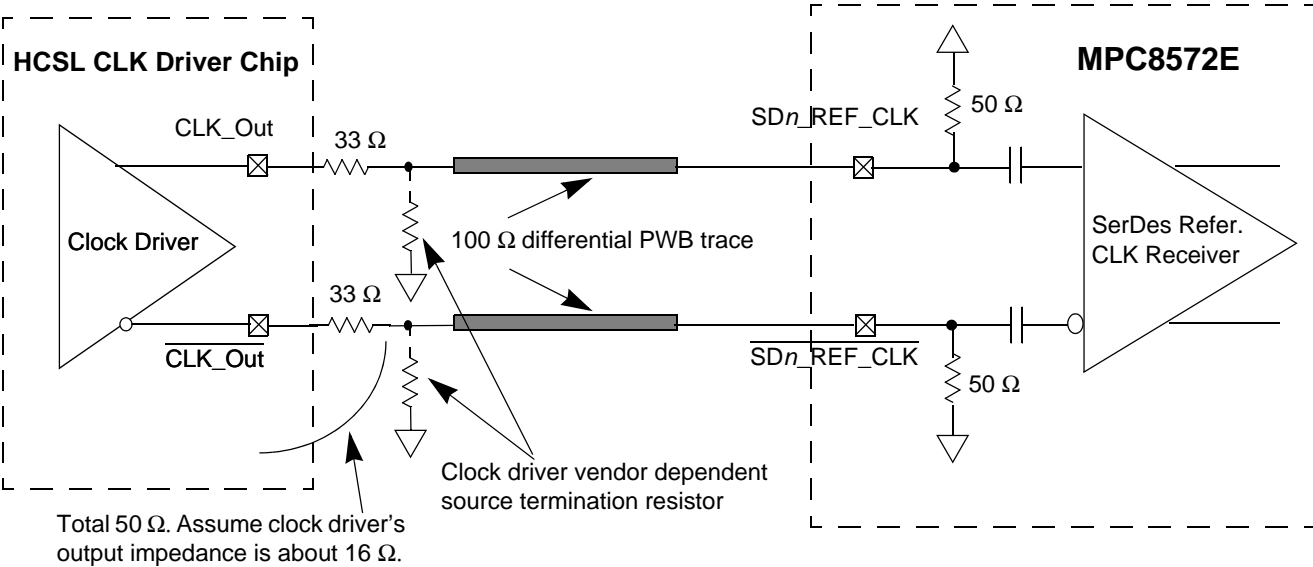 HCSL CLK Driver Chip
MPC8572E
CLK_Out
33 Ω
SDn_REF_CLK
50 Ω
Clock Driver
100 Ω differential PWB trace
SerDes Refer.
CLK Receiver
33 Ω
CLK_Out
SDn_REF_CLK
50 Ω
Clock driver vendor dependent
source termination resistor
Total 50 Ω. Assume clock driver's
output impedance is about 16 Ω.